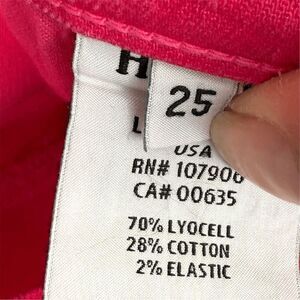 H
25
L
USA
RN# 107906
CA# 00635
70% LYOCELL
28% COTTON
2% ELASTIC